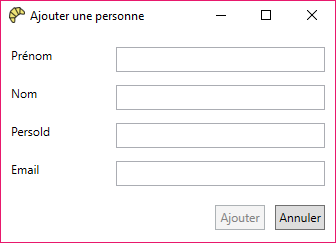 Ajouter une personne
Prénom
Nom
PersoId
Email
Ajouter Annuler